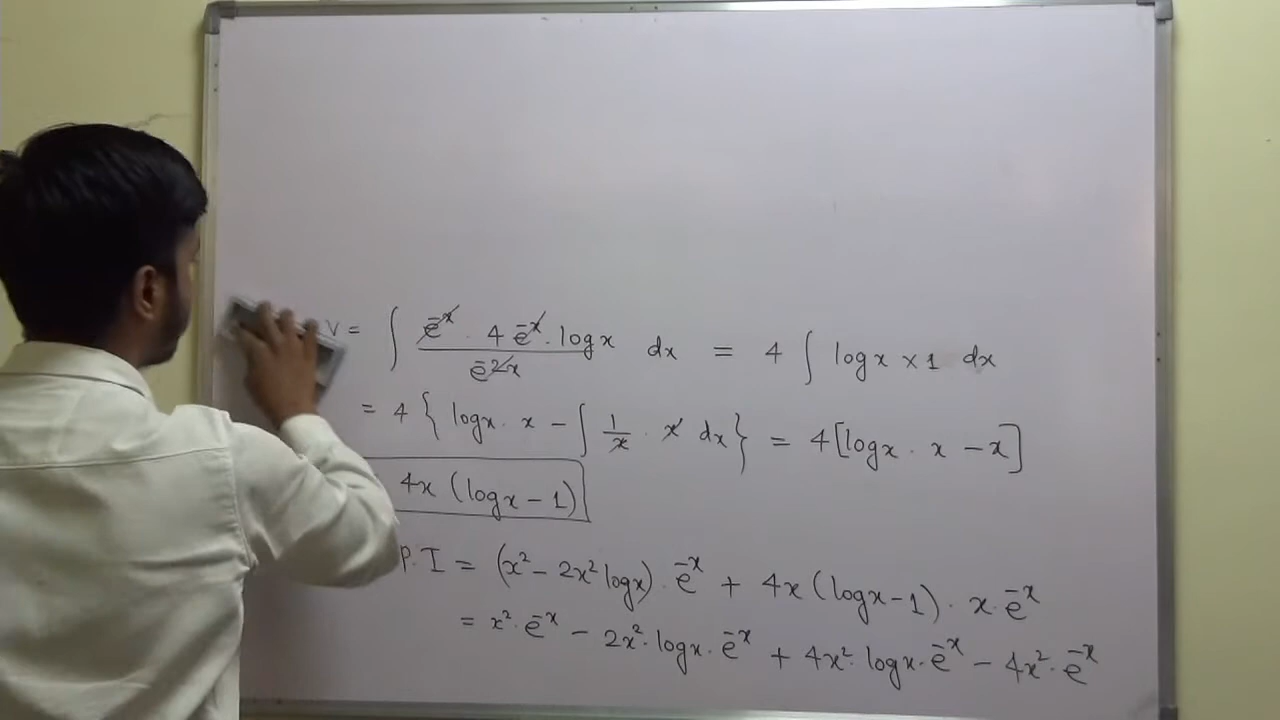 V = ∫ e^-x · 4 e^-x · log x / e^-2x dx = 4 ∫ log x × 1 dx
= 4 { log x · x − ∫ 1/x · x dx } = 4 [log x · x − x]
4x (log x − 1)
P.I = (x² − 2x² log x) · e^-x + 4x (log x − 1) · x · e^-x
= x² · e^-x − 2x² · log x · e^-x + 4x² · log x · e^-x − 4x² · e^-x